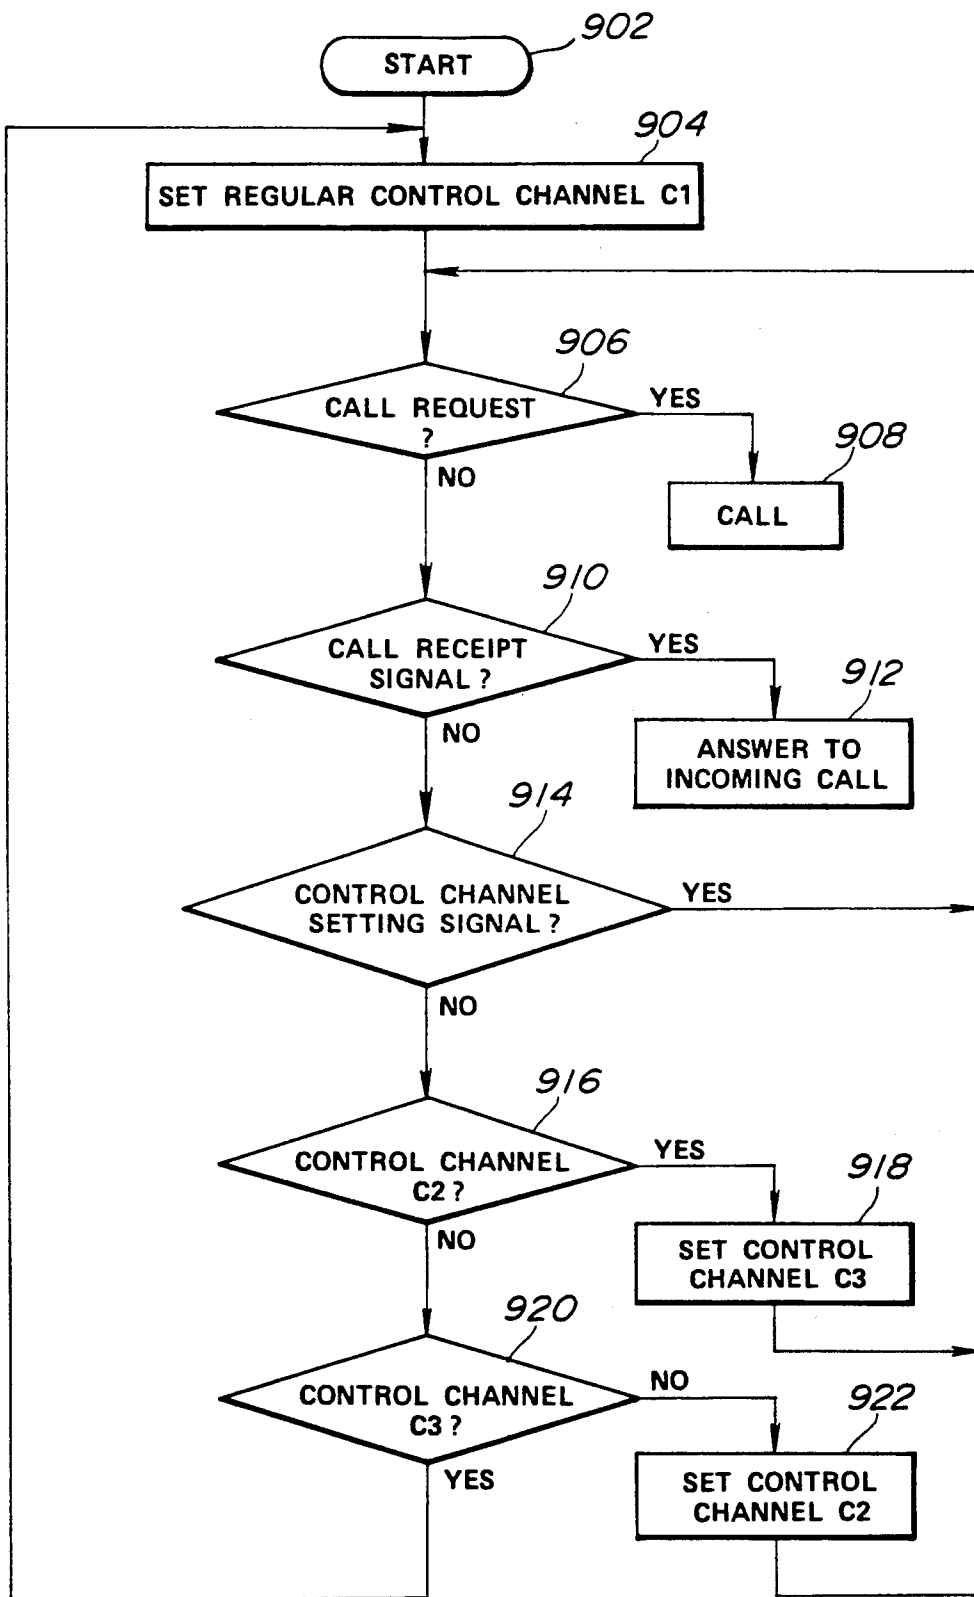 902
START
904
SET REGULAR CONTROL CHANNEL C1
906
CALL REQUEST
?
YES
NO
908
CALL
910
CALL RECEIPT
SIGNAL ?
YES
NO
912
ANSWER TO
INCOMING CALL
914
CONTROL CHANNEL
SETTING SIGNAL ?
YES
NO
916
CONTROL CHANNEL
C2 ?
YES
NO
918
SET CONTROL
CHANNEL C3
920
CONTROL CHANNEL
C3 ?
NO
YES
922
SET CONTROL
CHANNEL C2